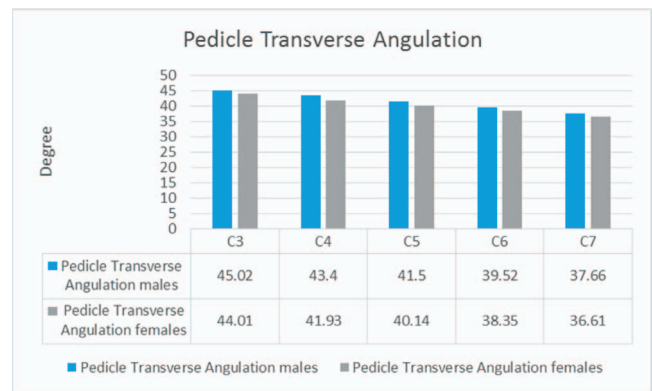 Pedicle Transverse Angulation
Degree
50
45
40
35
30
25
20
15
10
5
0
C3 C4 C5 C6 C7
Pedicle Transverse
Angulation males
45.02 43.4 41.5 39.52 37.66
Pedicle Transverse
Angulation females
44.01 41.93 40.14 38.35 36.61
Pedicle Transverse Angulation males Pedicle Transverse Angulation females